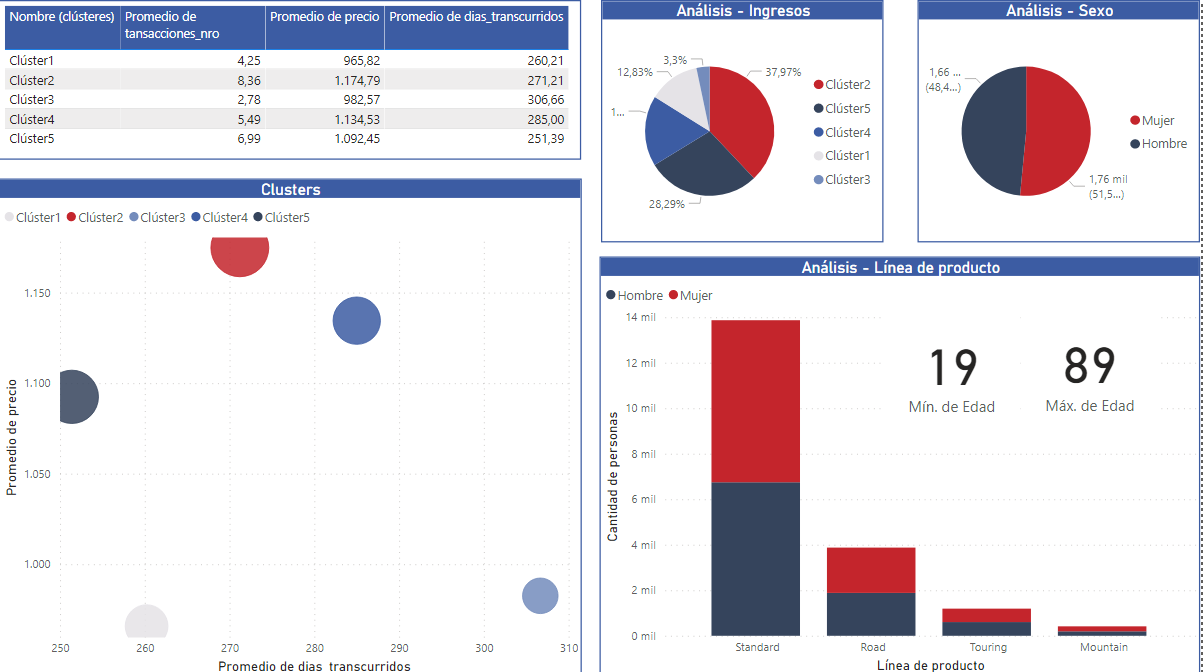 Nombre (clústeres) Promedio de tansacciones_nro Promedio de precio Promedio de dias_transcurridos
Clúster1 4,25 965,82 260,21
Clúster2 8,36 1.174,79 271,21
Clúster3 2,78 982,57 306,66
Clúster4 5,49 1.134,53 285,00
Clúster5 6,99 1.092,45 251,39
Clusters
Clúster1 Clúster2 Clúster3 Clúster4 Clúster5
Promedio de precio
1.150
1.100
1.050
1.000
250 260 270 280 290 300 310
Promedio de dias_transcurridos
Análisis - Ingresos
3,3%
12,83%
37,97%
1...
28,29%
Clúster2
Clúster5
Clúster4
Clúster1
Clúster3
Análisis - Sexo
1,66 ...
(48,4...)
Mujer
Hombre
1,76 mil
(51,5...)
Análisis - Línea de producto
Hombre Mujer
Cantidad de personas
14 mil
12 mil
10 mil
8 mil
6 mil
4 mil
2 mil
0 mil
19
Mín. de Edad
89
Máx. de Edad
Standard Road Touring Mountain
Línea de producto